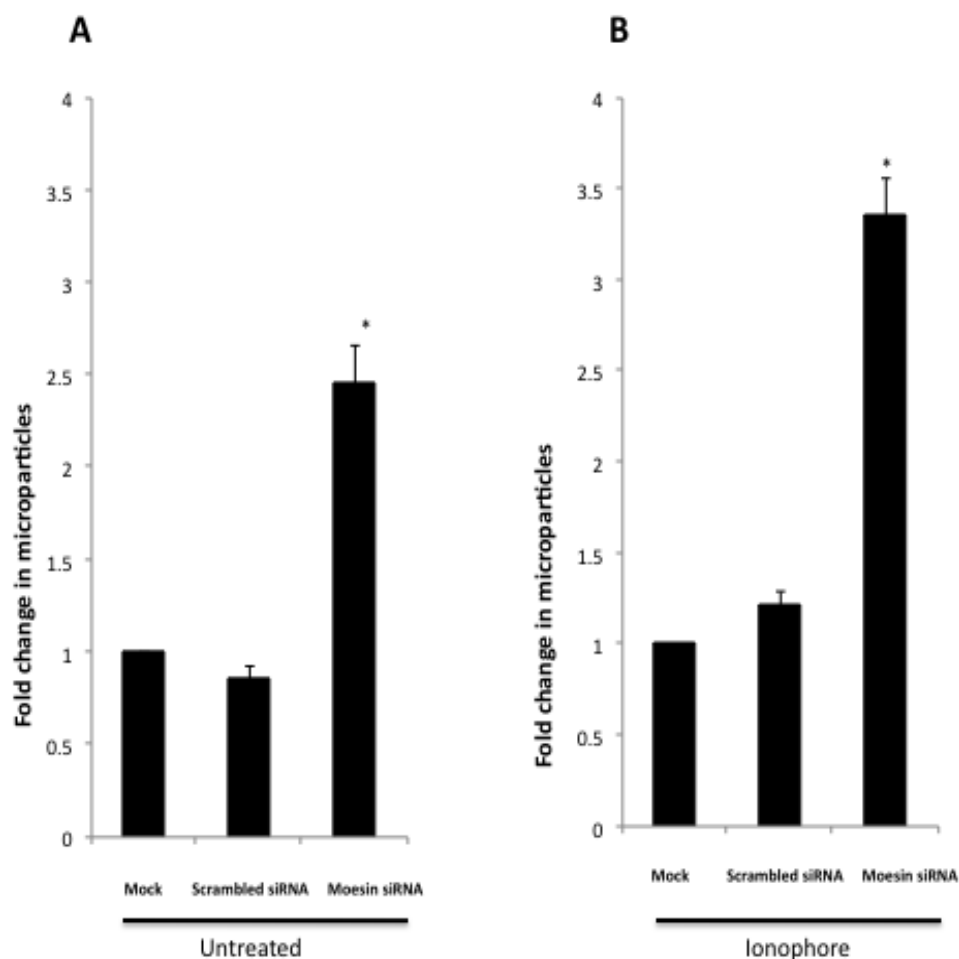 A
Fold change in microparticles
4
3.5
3
2.5
2
1.5
1
0.5
0
*
Mock Scrambled siRNA Moesin siRNA
Untreated
B
Fold change in microparticles
4
3.5
3
2.5
2
1.5
1
0.5
0
*
Mock Scrambled siRNA Moesin siRNA
Ionophore